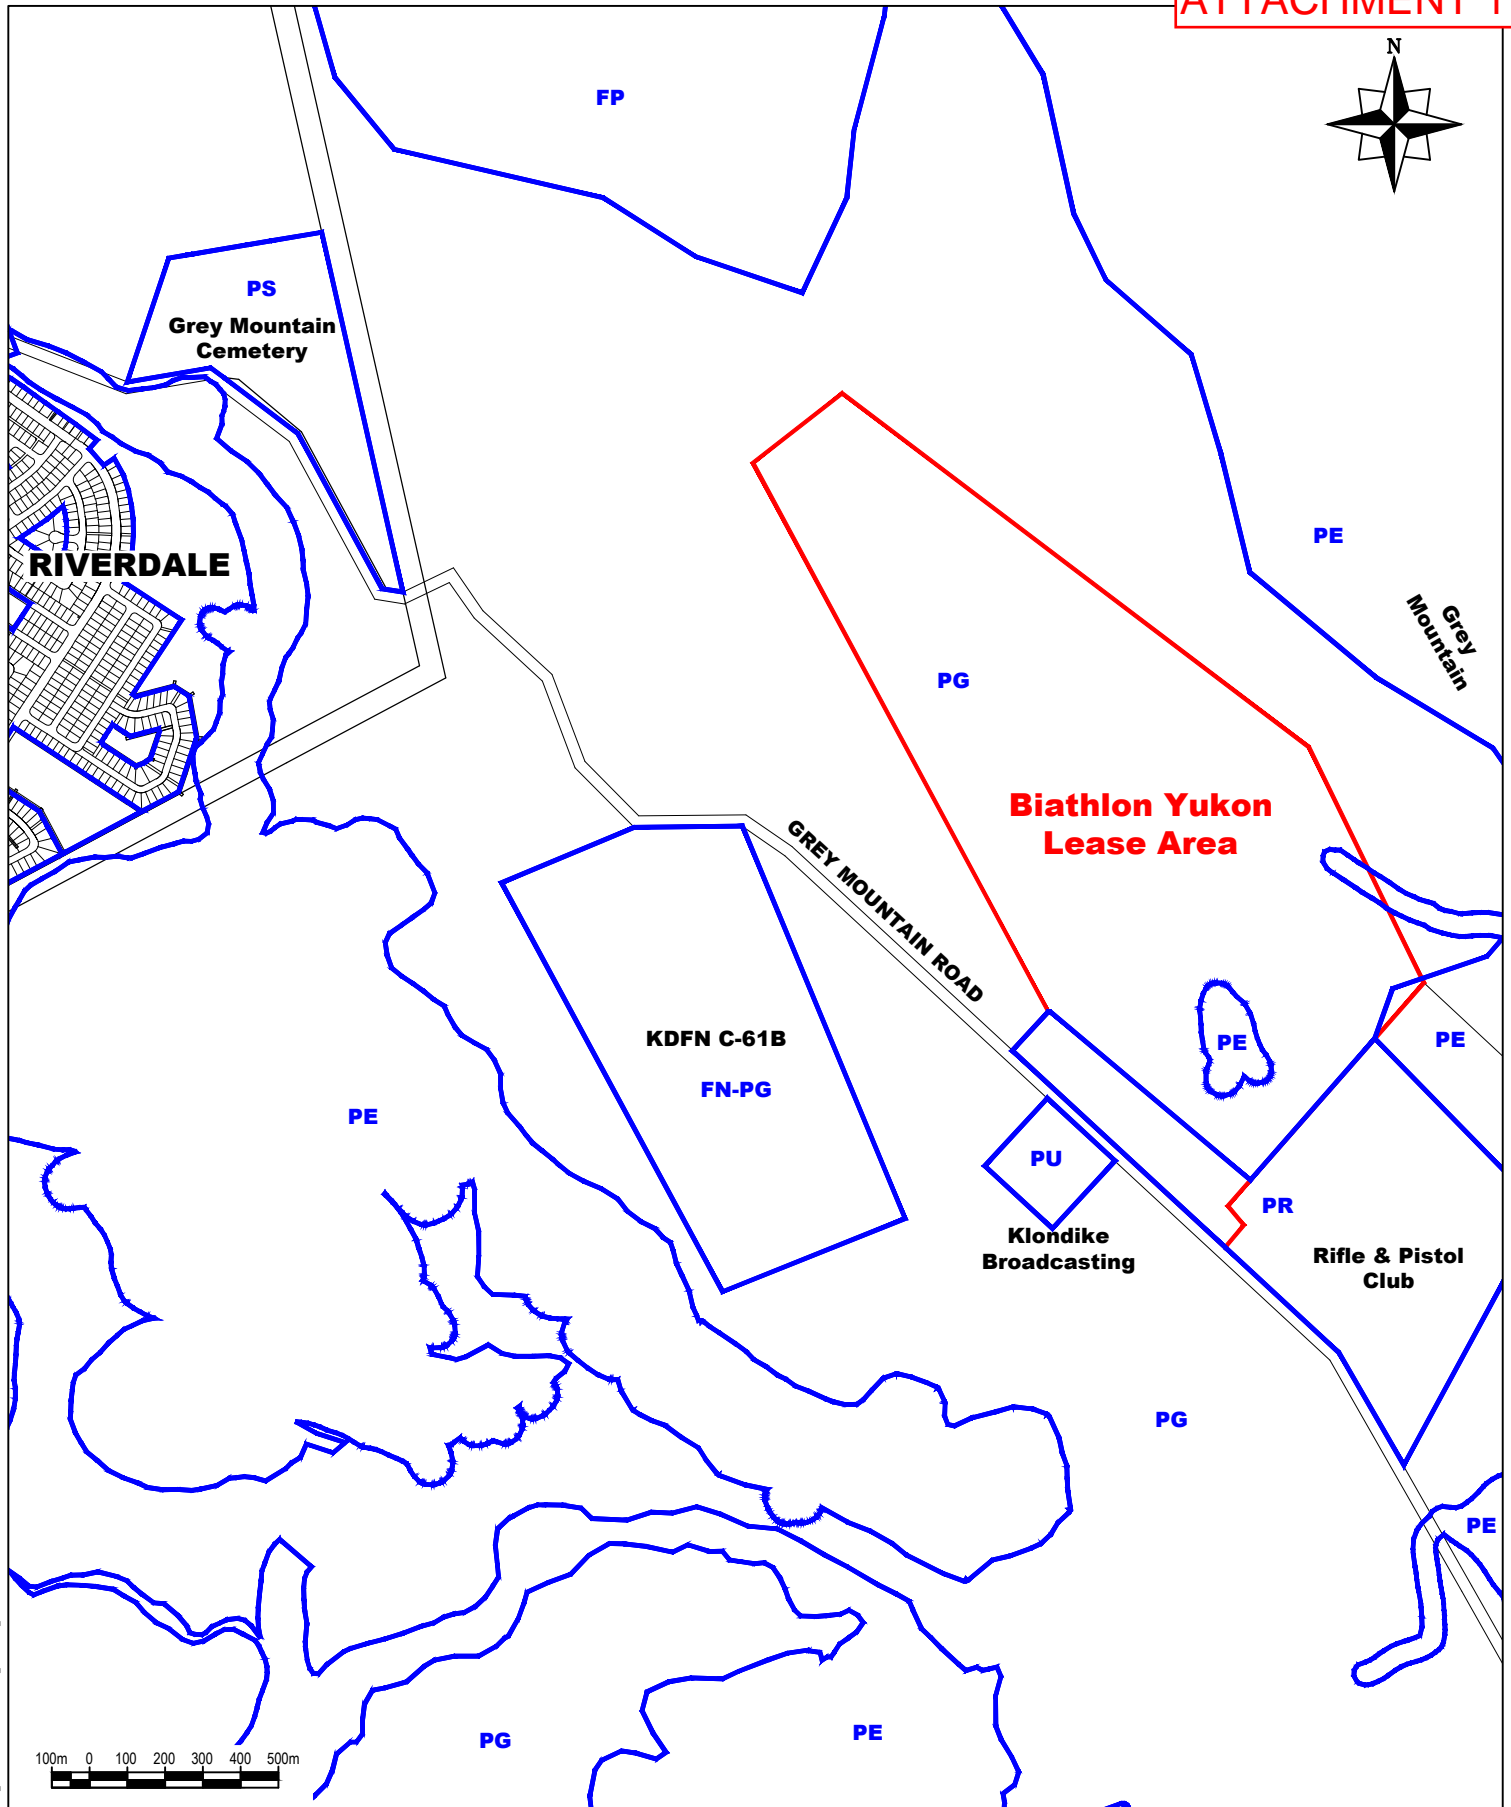 ATTACHMENT 1
N
FP
PS
Grey Mountain
Cemetery
RIVERDALE
PE
Grey
Mountain
PG
Biathlon Yukon
Lease Area
GREY MOUNTAIN ROAD
KDFN C-61B
FN-PG
PE
PE
PE
PU
Klondike
Broadcasting
PR
Rifle & Pistol
Club
PG
PE
PG
PE
100m 0 100 200 300 400 500m